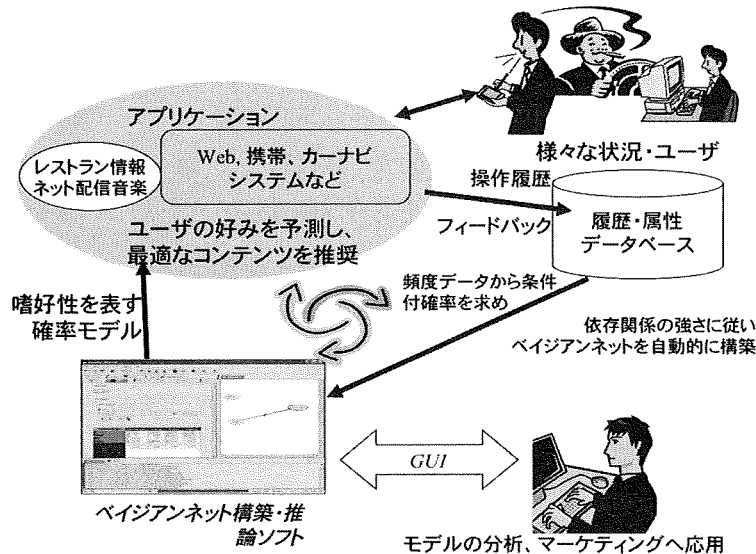 アプリケーション
レストラン情報
ネット配信音楽
Web, 携帯、カーナビ
システムなど
ユーザの好みを予測し、
最適なコンテンツを推奨
様々な状況・ユーザ
操作履歴
フィードバック
履歴・属性
データベース
嗜好性を表す
確率モデル
頻度データから条件
付確率を求め
依存関係の強さに従い
ベイジアンネットを自動的に構築
GUI
ベイジアンネット構築・推
論ソフト
モデルの分析、マーケティングへ応用